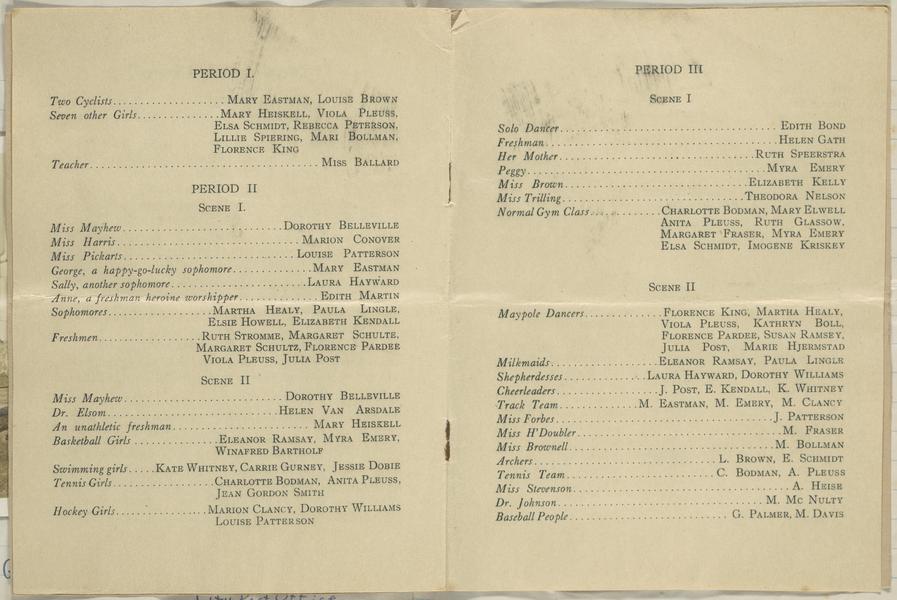 PERIOD I.
Two Cyclists....................MARY EASTMAN, LOUISE BROWN
Seven other Girls...............MARY HEISKELL, VIOLA PLEUSS,
ELSA SCHMIDT, REBECCA PETERSON,
LILLIE SPIERING, MARI BOLLMAN,
FLORENCE KING
Teacher...................................MISS BALLARD
PERIOD II
SCENE I.
Miss Mayhew.........................DOROTHY BELLEVILLE
Miss Harris............................MARION CONOVER
Miss Pickarts.........................LOUISE PATTERSON
George, a happy-go-lucky sophomore.............MARY EASTMAN
Sally, another sophomore.....................LAURA HAYWARD
Anne, a freshman heroine worshipper.............EDITH MARTIN
Sophomores................MARTHA HEALY, PAULA LINGLE,
ELSIE HOWELL, ELIZABETH KENDALL
Freshmen................RUTH STROMME, MARGARET SCHULTE,
MARGARET SCHULTZ, FLORENCE PARDEE
VIOLA PLEUSS, JULIA POST
SCENE II
Miss Mayhew.........................DOROTHY BELLEVILLE
Dr. Elsom..........................HELEN VAN ARSDALE
An unathletic freshman......................MARY HEISKELL
Basketball Girls .............ELEANOR RAMSAY, MYRA EMERY,
WINAFRED BARTHOLF
Swimming girls.....KATE WHITNEY, CARRIE GURNEY, JESSIE DOBIE
Tennis Girls................CHARLOTTE BODMAN, ANITA PLEUSS,
JEAN GORDON SMITH
Hockey Girls..............MARION CLANCY, DOROTHY WILLIAMS
LOUISE PATTERSON
PERIOD III
SCENE I
Solo Dancer.................................EDITH BOND
Freshman....................................HELEN GATH
Her Mother..............................RUTH SPEERSTRA
Peggy.......................................MYRA EMERY
Miss Brown.............................ELIZABETH KELLY
Miss Trilling...........................THEODORA NELSON
Normal Gym Class...........CHARLOTTE BODMAN, MARY ELWELL
ANITA PLEUSS, RUTH GLASSOW,
MARGARET FRASER, MYRA EMERY
ELSA SCHMIDT, IMOGENE KRISKEY
SCENE II
Maypole Dancers.............FLORENCE KING, MARTHA HEALY,
VIOLA PLEUSS, KATHRYN BOLL,
FLORENCE PARDEE, SUSAN RAMSEY,
JULIA POST, MARIE HJERMSTAD
Milkmaids.................ELEANOR RAMSAY, PAULA LINGLE
Shepherdesses.............LAURA HAYWARD, DOROTHY WILLIAMS
Cheerleaders................J. POST, E. KENDALL, K. WHITNEY
Track Team.............M. EASTMAN, M. EMERY, M. CLANCY
Miss Forbes.................................J. PATTERSON
Miss H'Doubler................................M. FRASER
Miss Brownell................................M. BOLLMAN
Archers.........................L. BROWN, E. SCHMIDT
Tennis Team.......................C. BODMAN, A. PLEUSS
Miss Stevenson.................................A. HEISE
Dr. Johnson..................................M. MC NULTY
Baseball People.........................G. PALMER, M. DAVIS